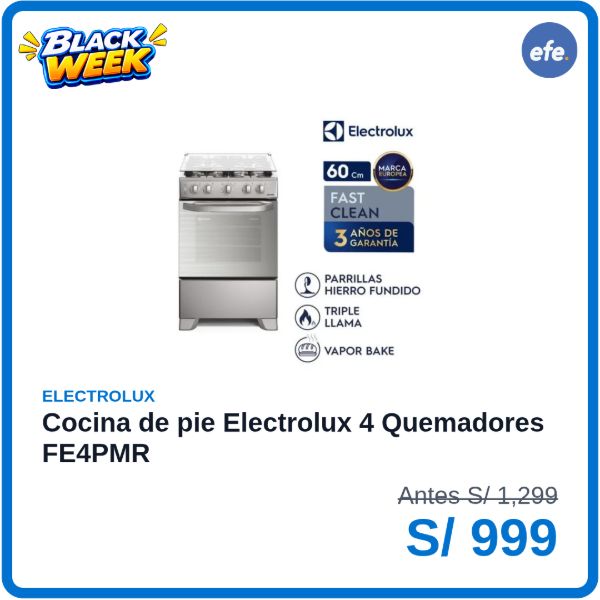 BLACK
WEEK
efe.
Electrolux
60 Cm
MARCA
EUROPEA
FAST
CLEAN
3 AÑOS DE
GARANTÍA
PARRILLAS
HIERRO FUNDIDO
TRIPLE
LLAMA
VAPOR BAKE
ELECTROLUX
Cocina de pie Electrolux 4 Quemadores
FE4PMR
Antes S/ 1,299
S/ 999